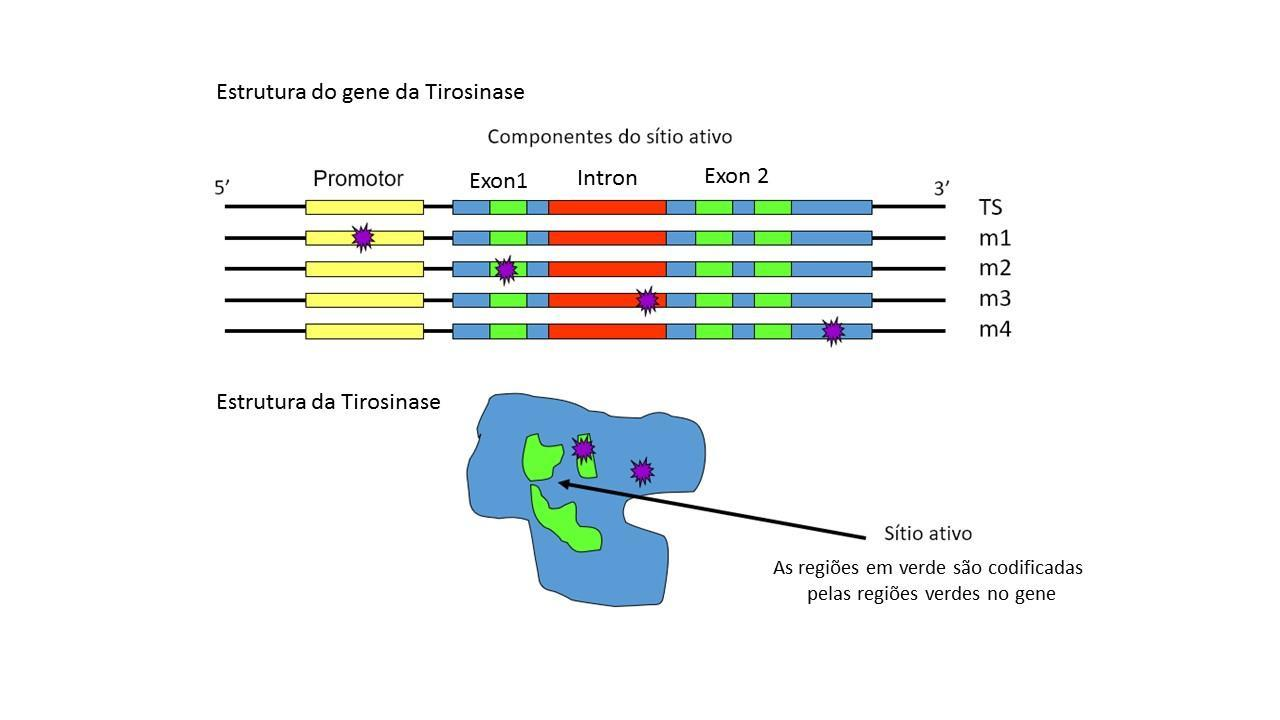 Estrutura do gene da Tirosinase
Componentes do sítio ativo
5’ Promotor Exon1 Intron Exon 2 3’
TS
m1
m2
m3
m4
Estrutura da Tirosinase
Sítio ativo
As regiões em verde são codificadas
pelas regiões verdes no gene